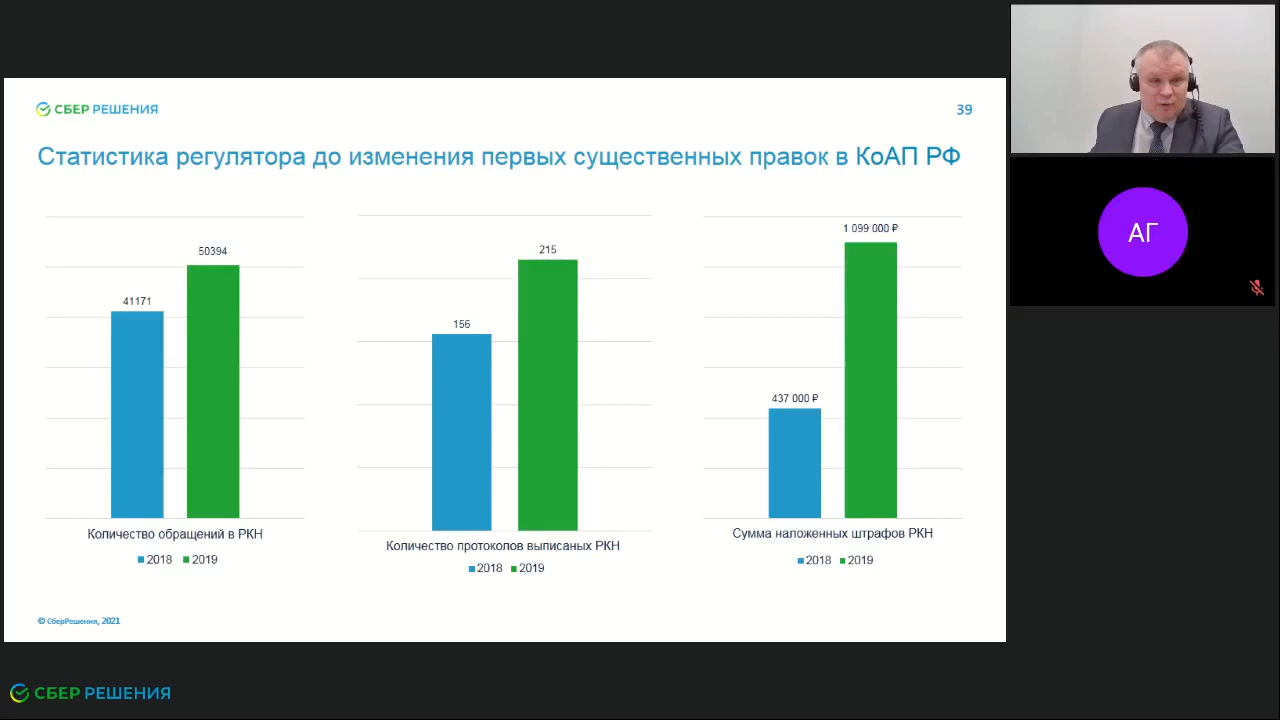 СБЕР РЕШЕНИЯ
39
Статистика регулятора до изменения первых существенных правок в КоАП РФ
41171
50394
Количество обращений в РКН
2018 2019
156
215
Количество протоколов выписаных РКН
2018 2019
437 000 ₽
1 099 000 ₽
Сумма наложенных штрафов РКН
2018 2019
© СберРешения, 2021
АГ
СБЕР РЕШЕНИЯ